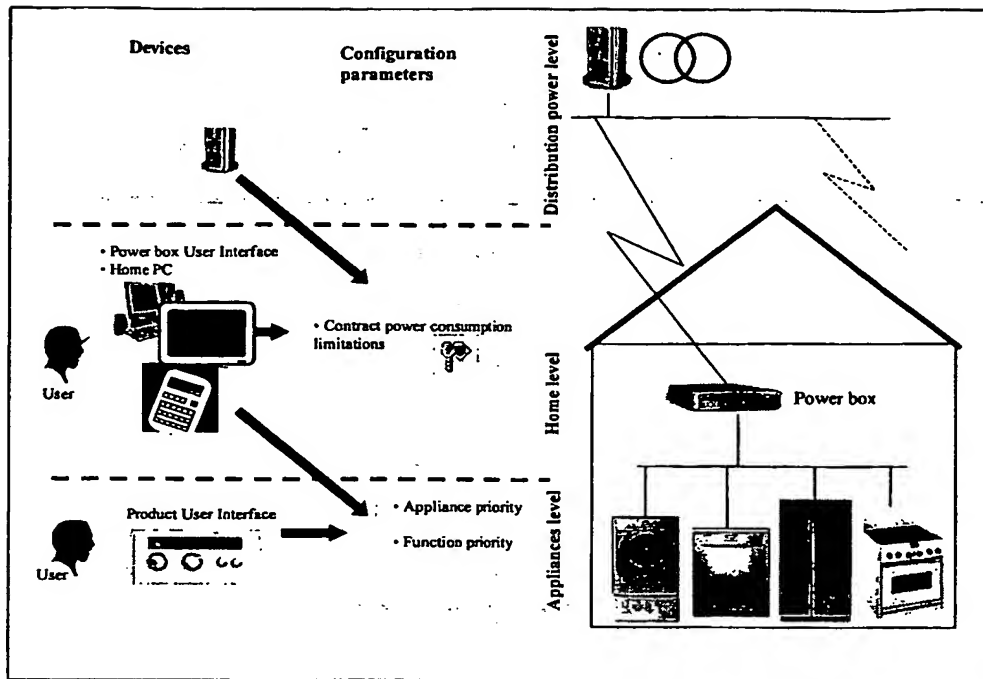 Devices
Configuration
parameters
Distribution power level
• Power box User Interface
• Home PC
• Contract power consumption
limitations
User
Home level
Power box
Product User Interface
• Appliance priority
• Function priority
User
Appliances level